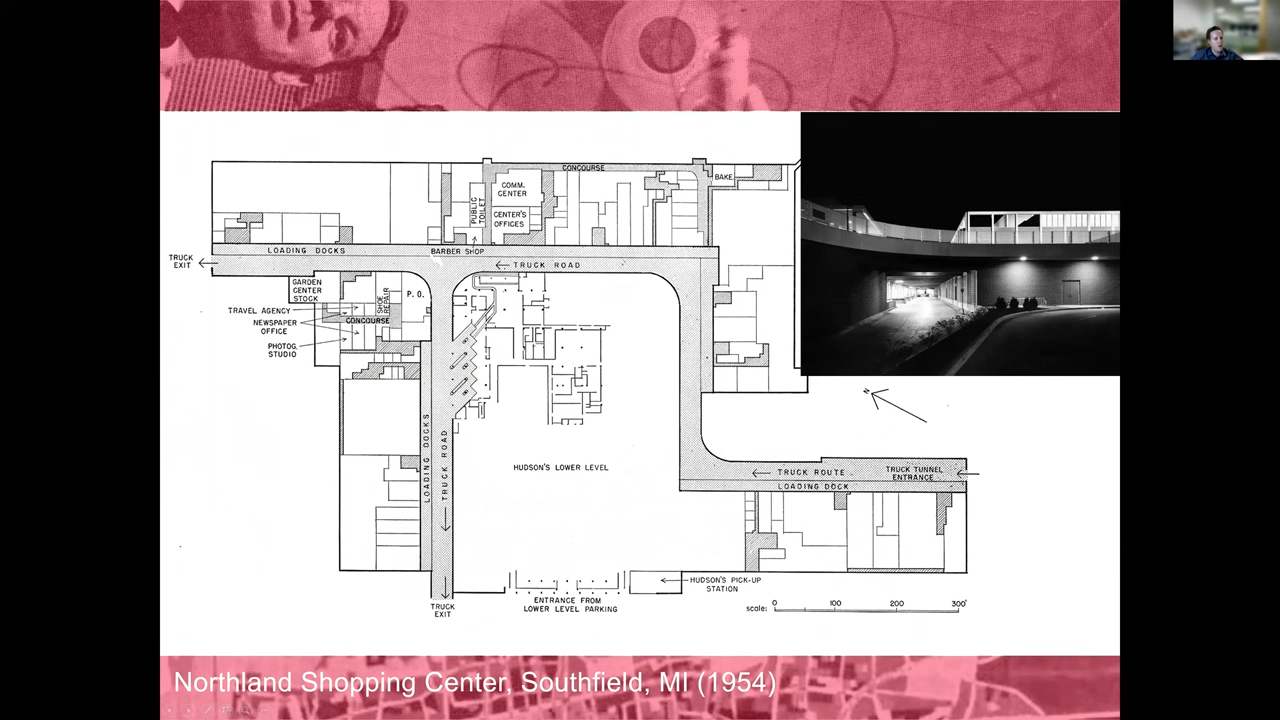 CONCOURSE
BAKE
COMM.
CENTER
PUBLIC
TOILET
CENTER'S
OFFICES
LOADING DOCKS
BARBER SHOP
TRUCK
EXIT
TRUCK ROAD
GARDEN
CENTER
STOCK
SHOE
REPAIR
P. O.
TRAVEL AGENCY
CONCOURSE
NEWSPAPER
OFFICE
PHOTOG.
STUDIO
N
LOADING DOCKS
TRUCK ROAD
HUDSON'S LOWER LEVEL
TRUCK ROUTE
TRUCK TUNNEL
ENTRANCE
LOADING DOCK
HUDSON'S PICK-UP
STATION
ENTRANCE FROM
LOWER LEVEL PARKING
TRUCK
EXIT
scale: 0 100 200 300'
Northland Shopping Center, Southfield, MI (1954)